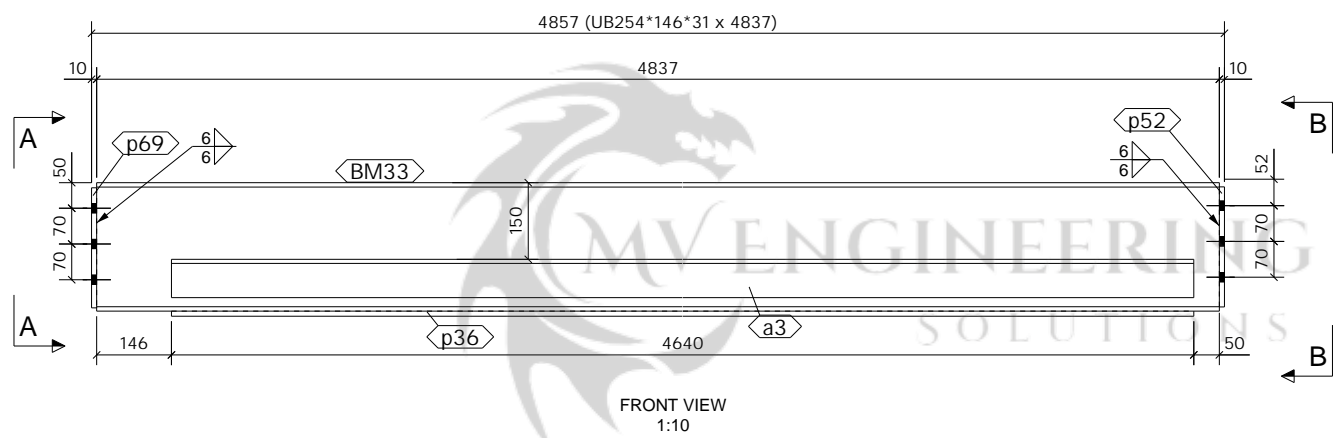 4857 (UB254*146*31 x 4837)
10
4837
10
A
B
p69
p52
6
6
6
6
BM33
50
70
70
150
52
70
70
MV ENGINEERING
SOLUTIONS
a3
p36
A
B
146
4640
50
FRONT VIEW
1:10